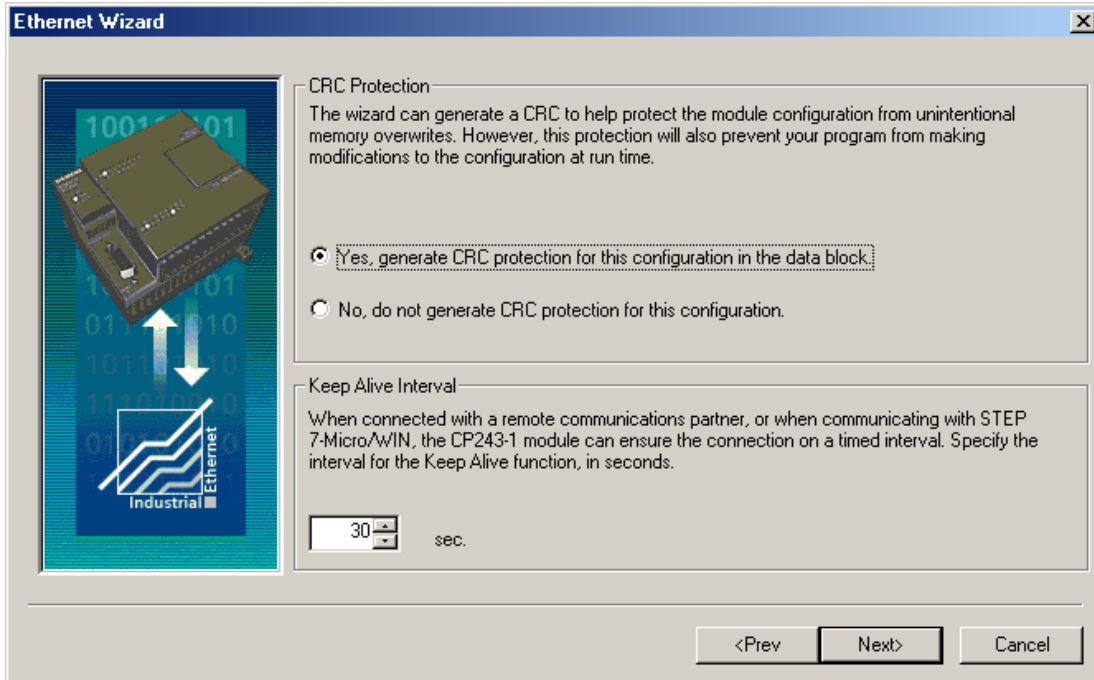 Ethernet Wizard
CRC Protection
The wizard can generate a CRC to help protect the module configuration from unintentional
memory overwrites. However, this protection will also prevent your program from making
modifications to the configuration at run time.
Yes, generate CRC protection for this configuration in the data block.
No, do not generate CRC protection for this configuration.
Keep Alive Interval
When connected with a remote communications partner, or when communicating with STEP
7-Micro/WIN, the CP243-1 module can ensure the connection on a timed interval. Specify the
interval for the Keep Alive function, in seconds.
30
sec.
Industrial
Ethernet
<Prev
Next>
Cancel